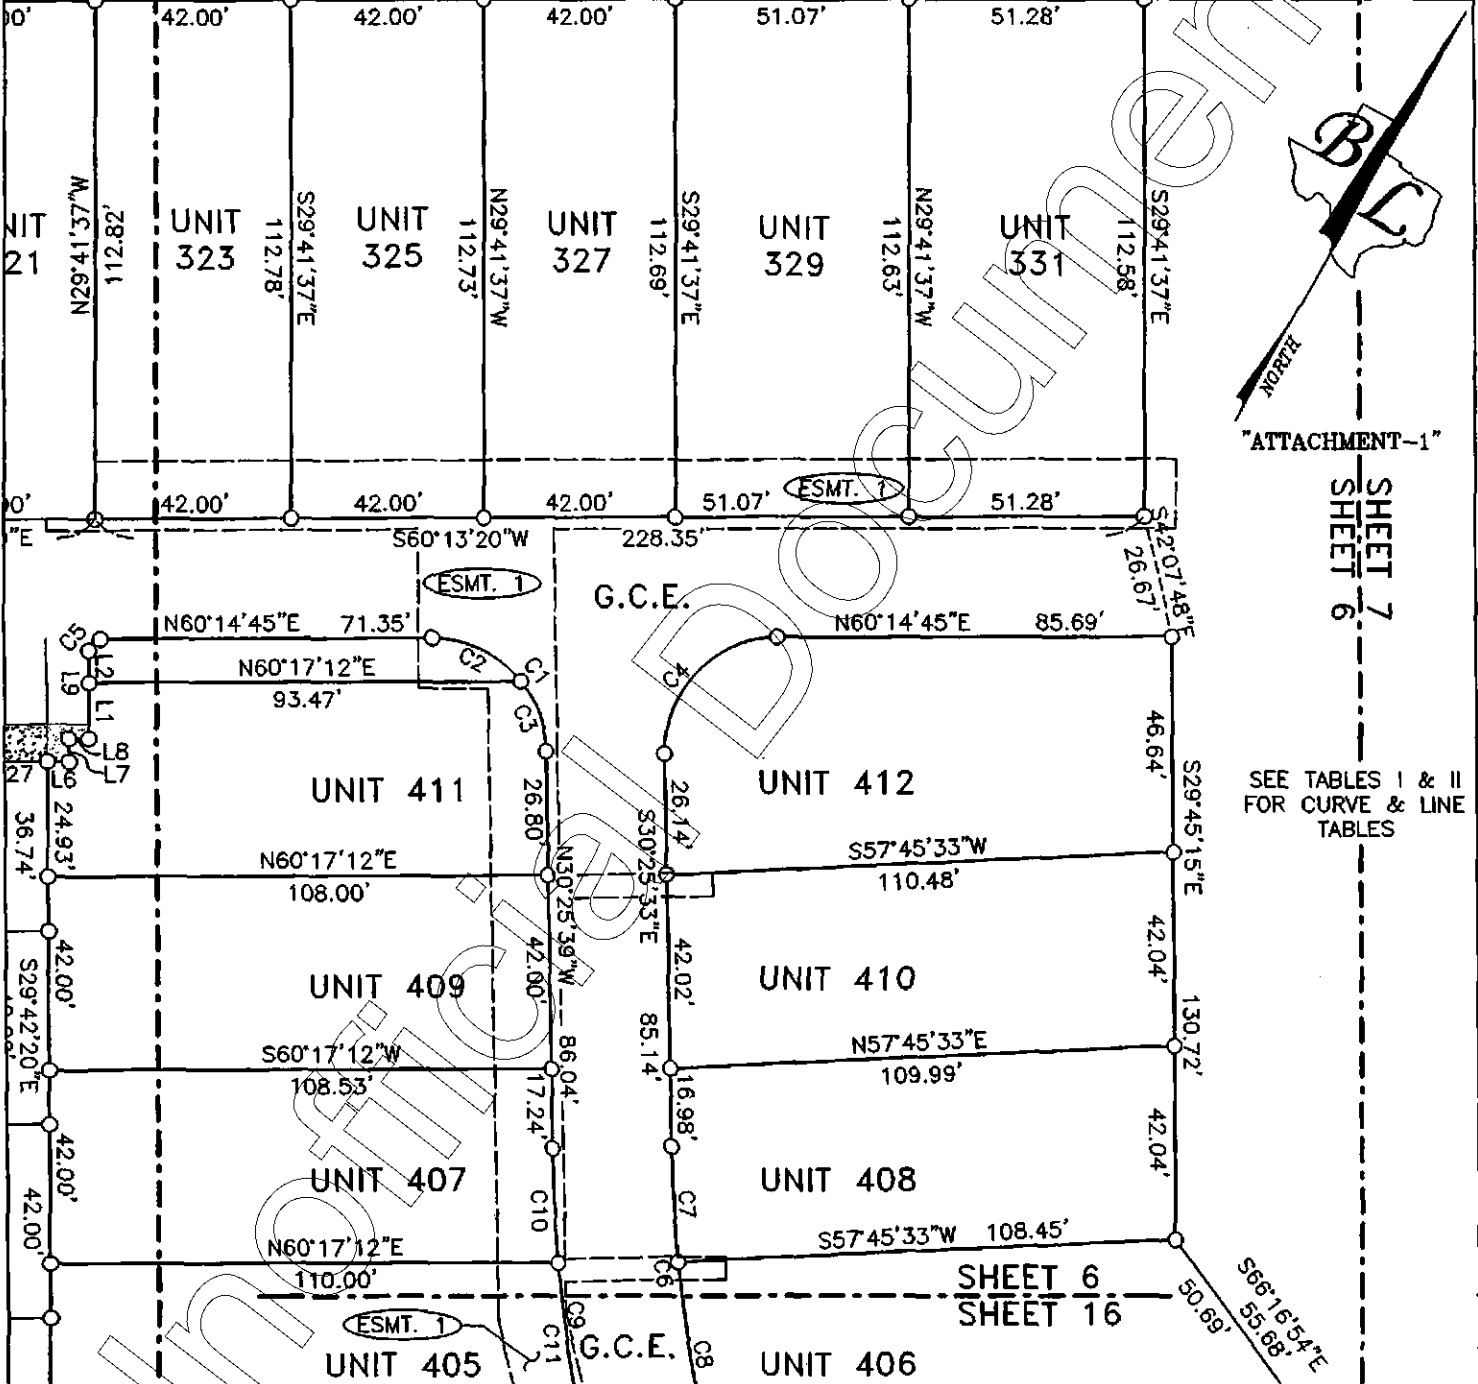 00'
42.00'
42.00'
42.00'
51.07'
51.28'
N29°41'37"W
112.82'
NIT
21
UNIT
323
112.78'
S29°41'37"E
UNIT
325
112.73'
N29°41'37"W
UNIT
327
112.69'
S29°41'37"E
UNIT
329
112.63'
N29°41'37"W
UNIT
331
112.58'
S29°41'37"E
B
L
NORTH
"ATTACHMENT-1"
SHEET 7
SHEET 6
00'
42.00'
42.00'
42.00'
51.07'
ESMT. 1
51.28'
"E
S60°13'20"W
228.35'
S42°07'48"E
26.67'
ESMT. 1
G.C.E.
N60°14'45"E
71.35'
N60°14'45"E
85.69'
C5
L2
L9
L1
C2
C1
C3
C4
N60°17'12"E
93.47'
L8
L7
L6
27
UNIT 411
26.80'
26.14'
UNIT 412
46.64'
S29°45'15"E
SEE TABLES I & II
FOR CURVE & LINE
TABLES
36.74'
24.93'
N60°17'12"E
108.00'
N30°25'39"W
S30°25'33"E
S57°45'33"W
110.48'
42.00'
S29°42'20"E
UNIT 409
42.00'
42.02'
UNIT 410
42.04'
130.72'
S60°17'12"W
108.53'
86.04'
85.14'
N57°45'33"E
109.99'
17.24'
16.98'
42.00'
42.00'
UNIT 407
C10
C7
UNIT 408
42.04'
N60°17'12"E
110.00'
S57°45'33"W
108.45'
C6
SHEET 6
SHEET 16
S66°16'54"E
55.68'
50.69'
ESMT. 1
C9
C11
G.C.E.
C8
UNIT 405
UNIT 406
nofficial Documen